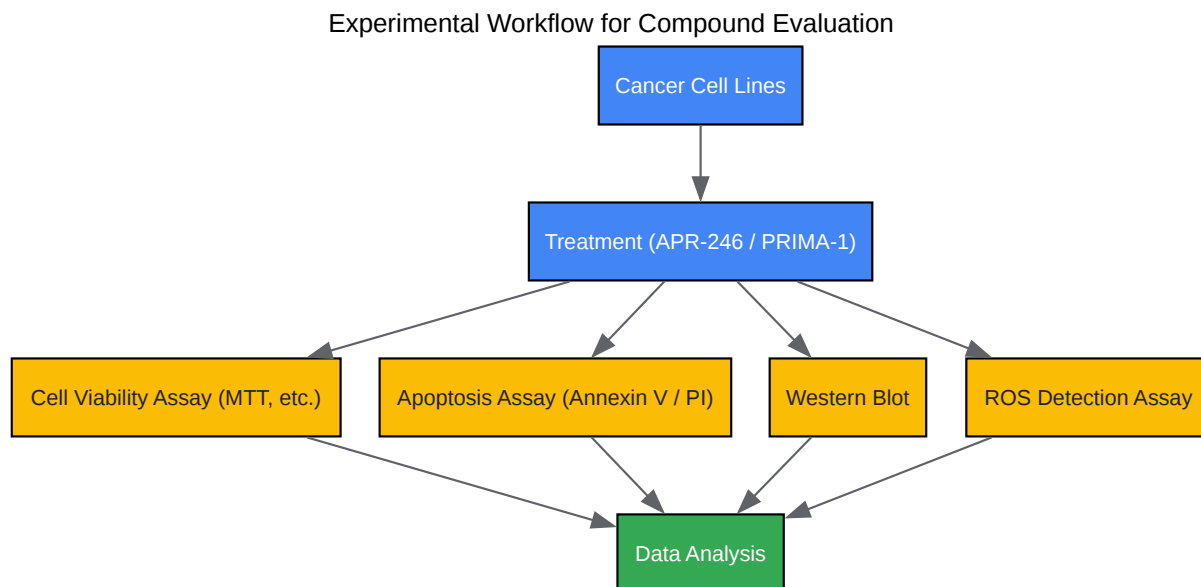 Experimental Workflow for Compound Evaluation
Cancer Cell Lines
Treatment (APR-246 / PRIMA-1)
Cell Viability Assay (MTT, etc.)
Apoptosis Assay (Annexin V / PI)
Western Blot
ROS Detection Assay
Data Analysis